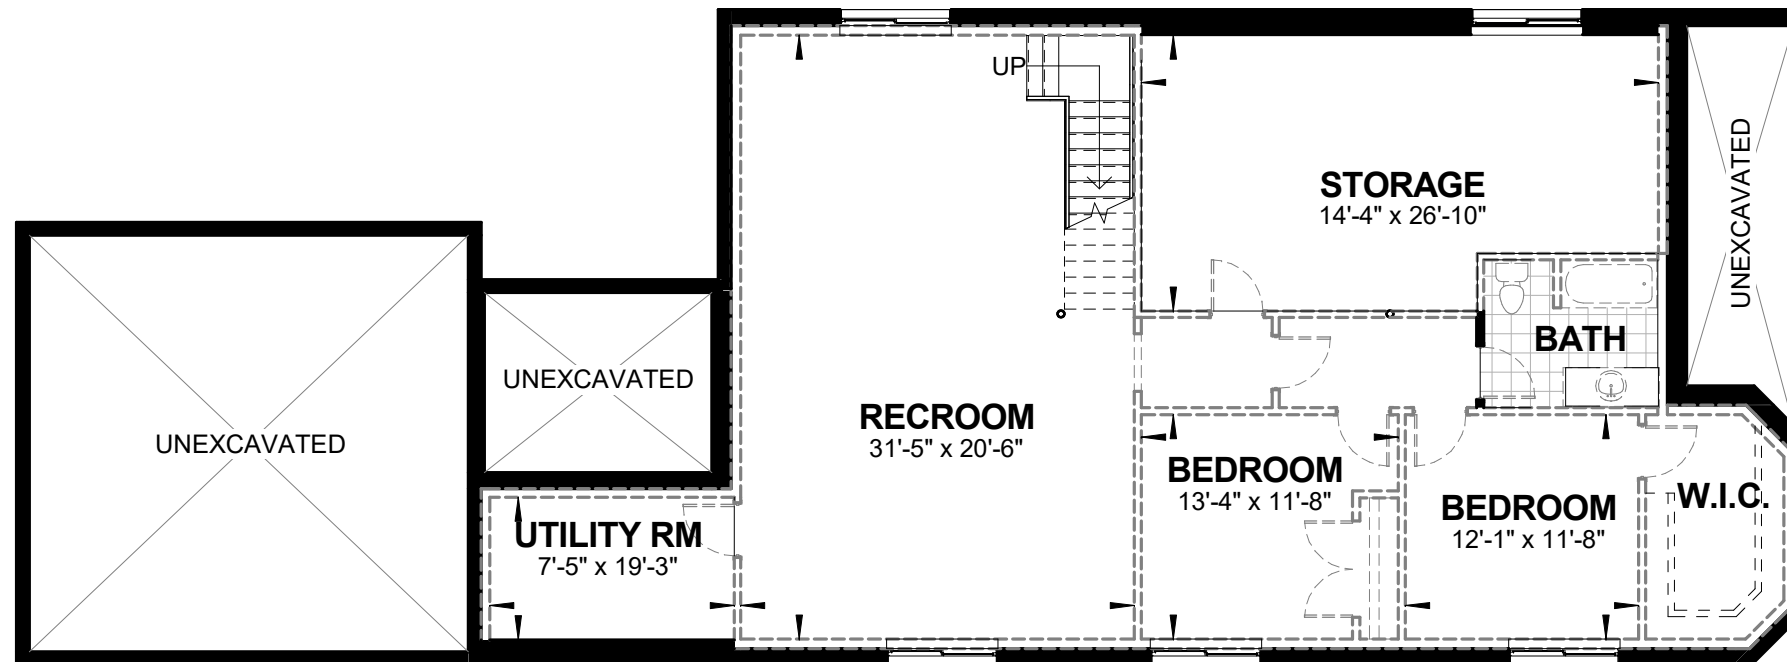 UP
STORAGE
14'-4" x 26'-10"
UNEXCAVATED
BATH
UNEXCAVATED
RECROOM
31'-5" x 20'-6"
UNEXCAVATED
BEDROOM
13'-4" x 11'-8"
W.I.C.
BEDROOM
12'-1" x 11'-8"
UTILITY RM
7'-5" x 19'-3"